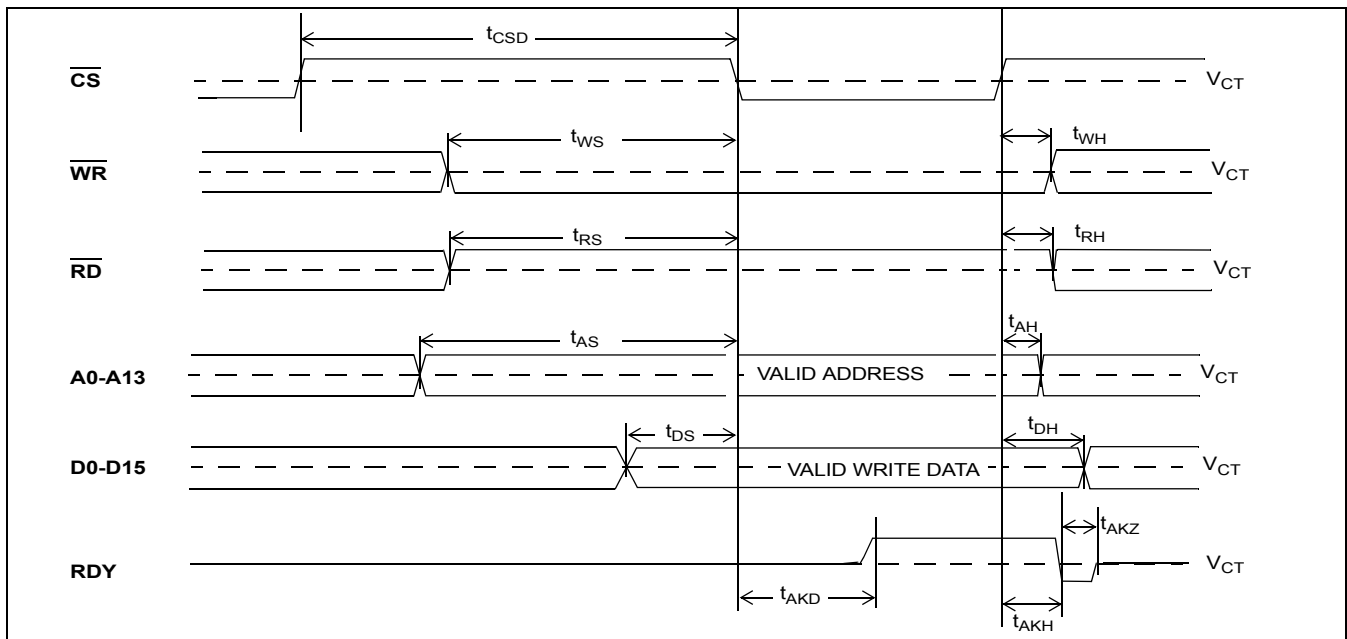 tCSD
CS VCT
tWS tWH
WR VCT
tRS tRH
RD VCT
tAS tAH
A0-A13 VALID ADDRESS VCT
tDS tDH
D0-D15 VALID WRITE DATA VCT
tAKZ
RDY VCT
tAKD tAKH